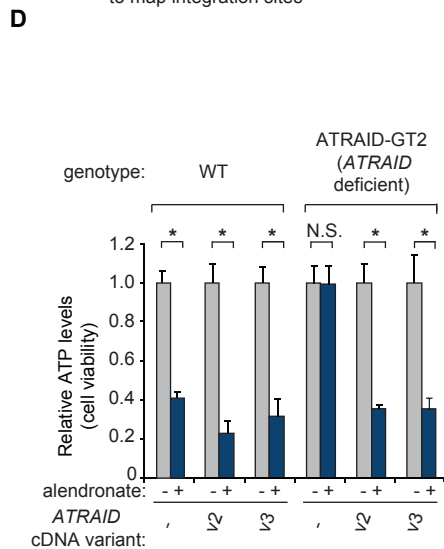 to map integration sites
D
genotype: WT ATRAID-GT2
(ATRAID
deficient)
* * * N.S. * *
Relative ATP levels
(cell viability)
1.2
1.0
0.8
0.6
0.4
0.2
0
alendronate: - + - + - + - + - + - +
ATRAID
cDNA variant: - v2 v3 - v2 v3